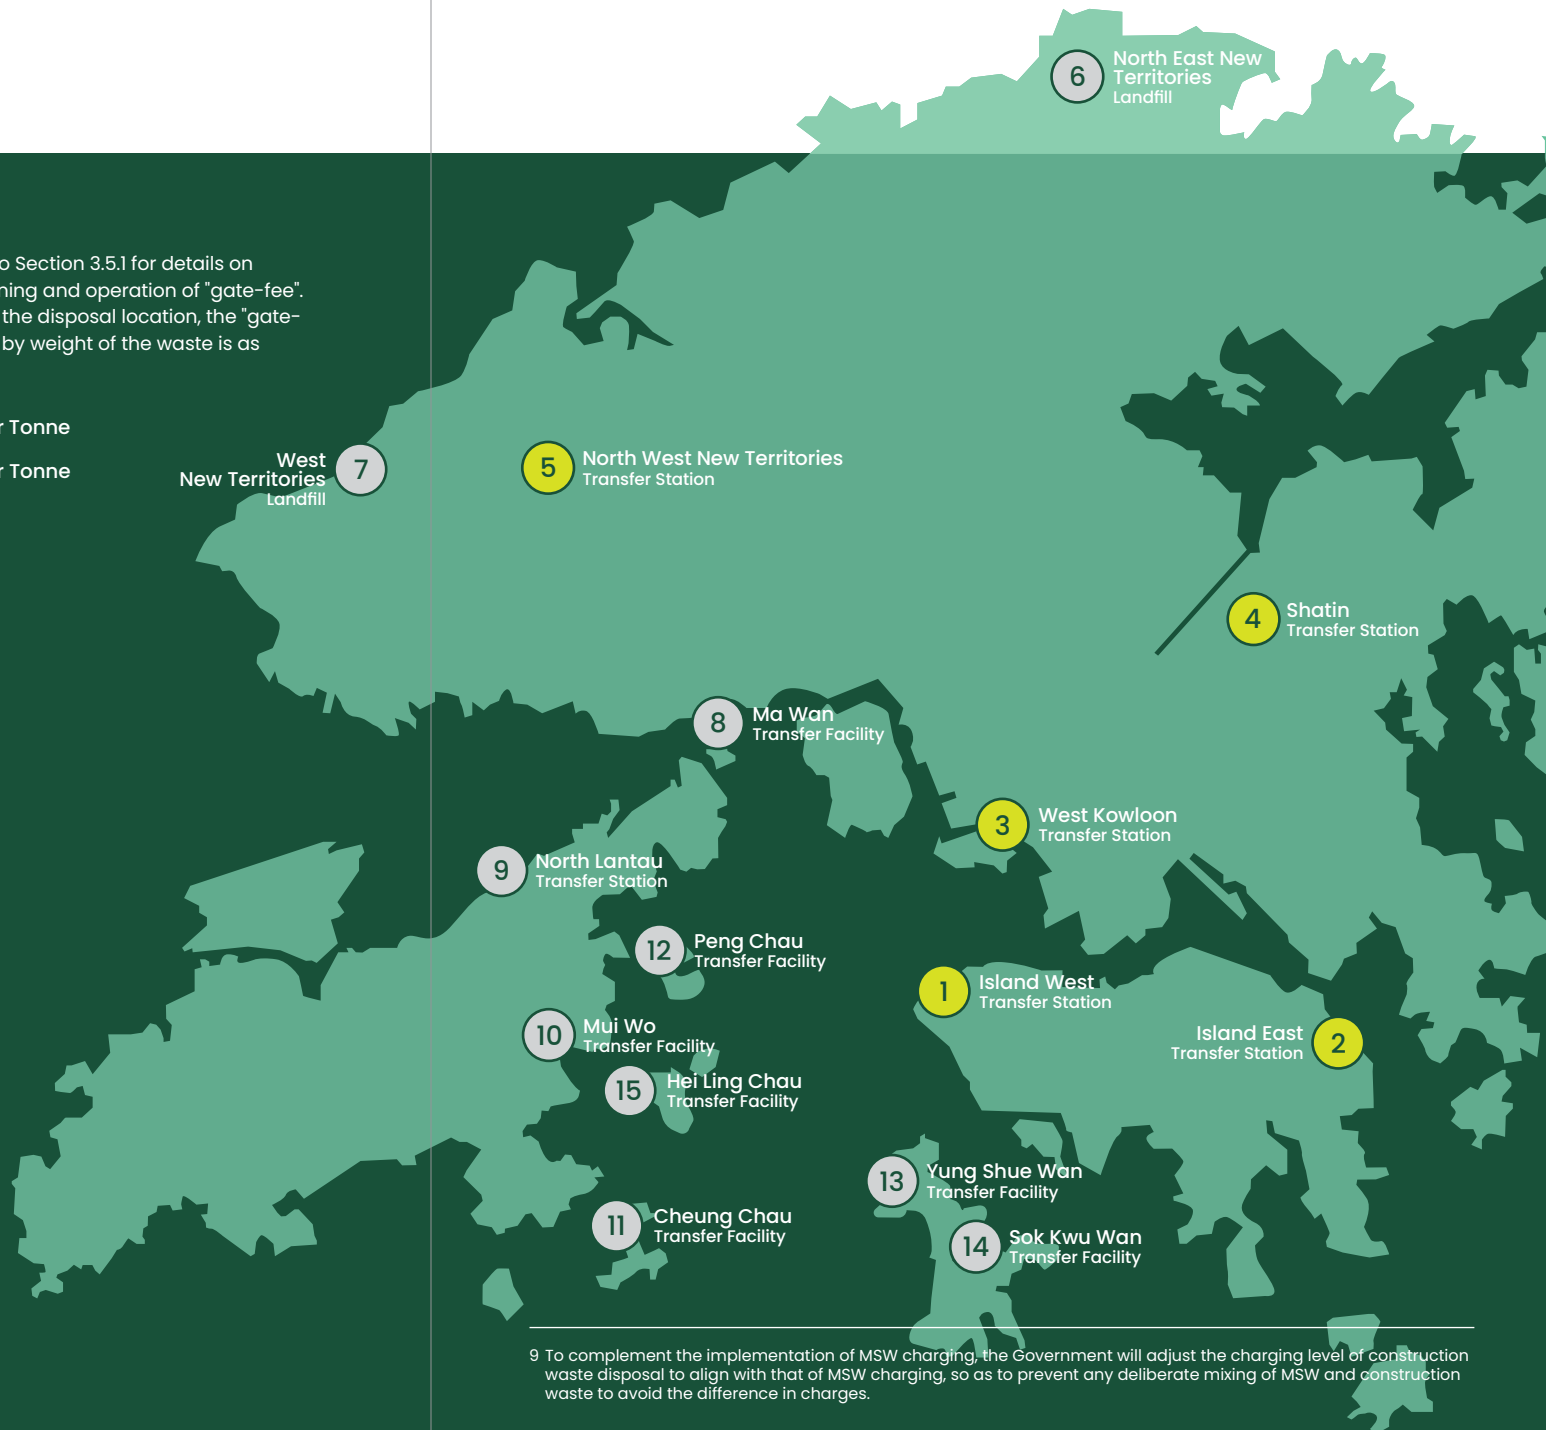 6
North East New
Territories
Landfill
o Section 3.5.1 for details on
ning and operation of "gate-fee".
the disposal location, the "gate-
by weight of the waste is as
r Tonne
r Tonne
West
New Territories
Landfill
7
5
North West New Territories
Transfer Station
4
Shatin
Transfer Station
8
Ma Wan
Transfer Facility
3
West Kowloon
Transfer Station
9
North Lantau
Transfer Station
12
Peng Chau
Transfer Facility
1
Island West
Transfer Station
10
Mui Wo
Transfer Facility
Island East
Transfer Station
2
15
Hei Ling Chau
Transfer Facility
13
Yung Shue Wan
Transfer Facility
11
Cheung Chau
Transfer Facility
14
Sok Kwu Wan
Transfer Facility
9 To complement the implementation of MSW charging, the Government will adjust the charging level of construction
waste disposal to align with that of MSW charging, so as to prevent any deliberate mixing of MSW and construction
waste to avoid the difference in charges.